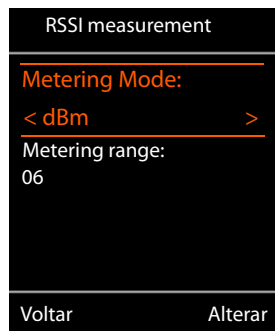 RSSI measurement
Metering Mode:
< dBm >
Metering range:
06
Voltar Alterar